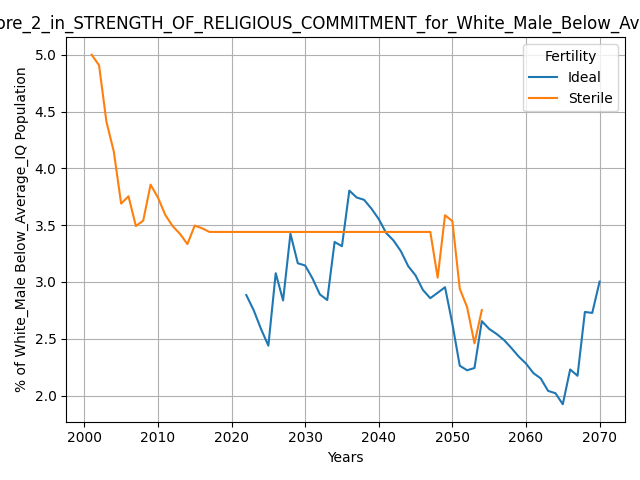 ore_2_in_STRENGTH_OF_RELIGIOUS_COMMITMENT_for_White_Male_Below_Av
Fertility
Ideal
Sterile
% of White_Male Below_Average_IQ Population
5.0
4.5
4.0
3.5
3.0
2.5
2.0
2000 2010 2020 2030 2040 2050 2060 2070
Years